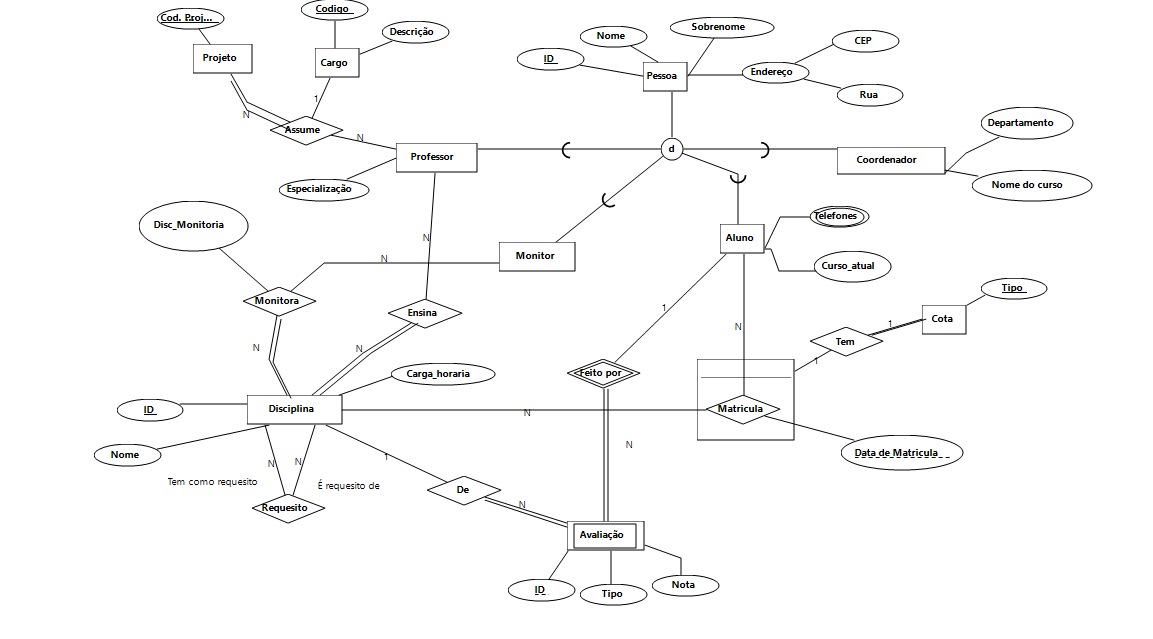 Codigo
Cod. Proj...
Descrição
Sobrenome
Nome
CEP
Projeto
Cargo
ID
Pessoa
Endereço
Rua
1
N
Assume
N
Departamento
d
Professor
Coordenador
Especialização
Nome do curso
Disc_Monitoria
Telefones
N
Aluno
N
Monitor
Curso_atual
Monitora
Tipo
1
Ensina
Cota
1
N
N
N
Tem
1
Carga_horaria
Feito por
ID
Disciplina
N
Matricula
N
Nome
1
Data de Matricula
N
N
Tem como requesito
É requesito de
De
N
Requesito
Avaliação
ID
Tipo
Nota